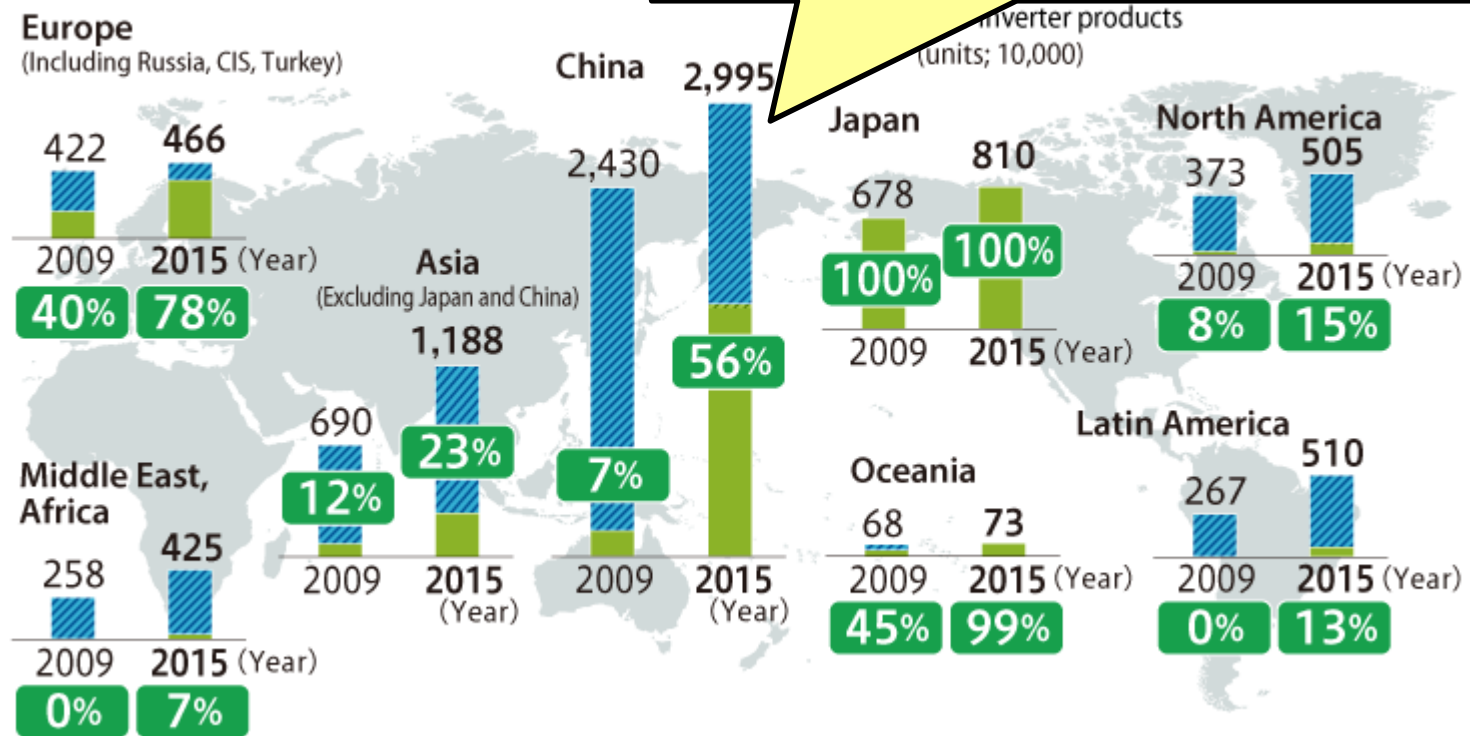 Europe
(Including Russia, CIS, Turkey)
422
466
2009
2015 (Year)
40%
78%
Asia
(Excluding Japan and China)
690
1,188
12%
23%
2009
2015
(Year)
Middle East,
Africa
258
425
2009
2015 (Year)
0%
7%
China
2,430
2,995
7%
56%
2009
2015
(Year)
products
(units; 10,000)
Japan
678
810
100%
100%
2009
2015 (Year)
North America
373
505
2009
2015 (Year)
8%
15%
Oceania
68
73
2009
2015 (Year)
45%
99%
Latin America
267
510
2009
2015 (Year)
0%
13%